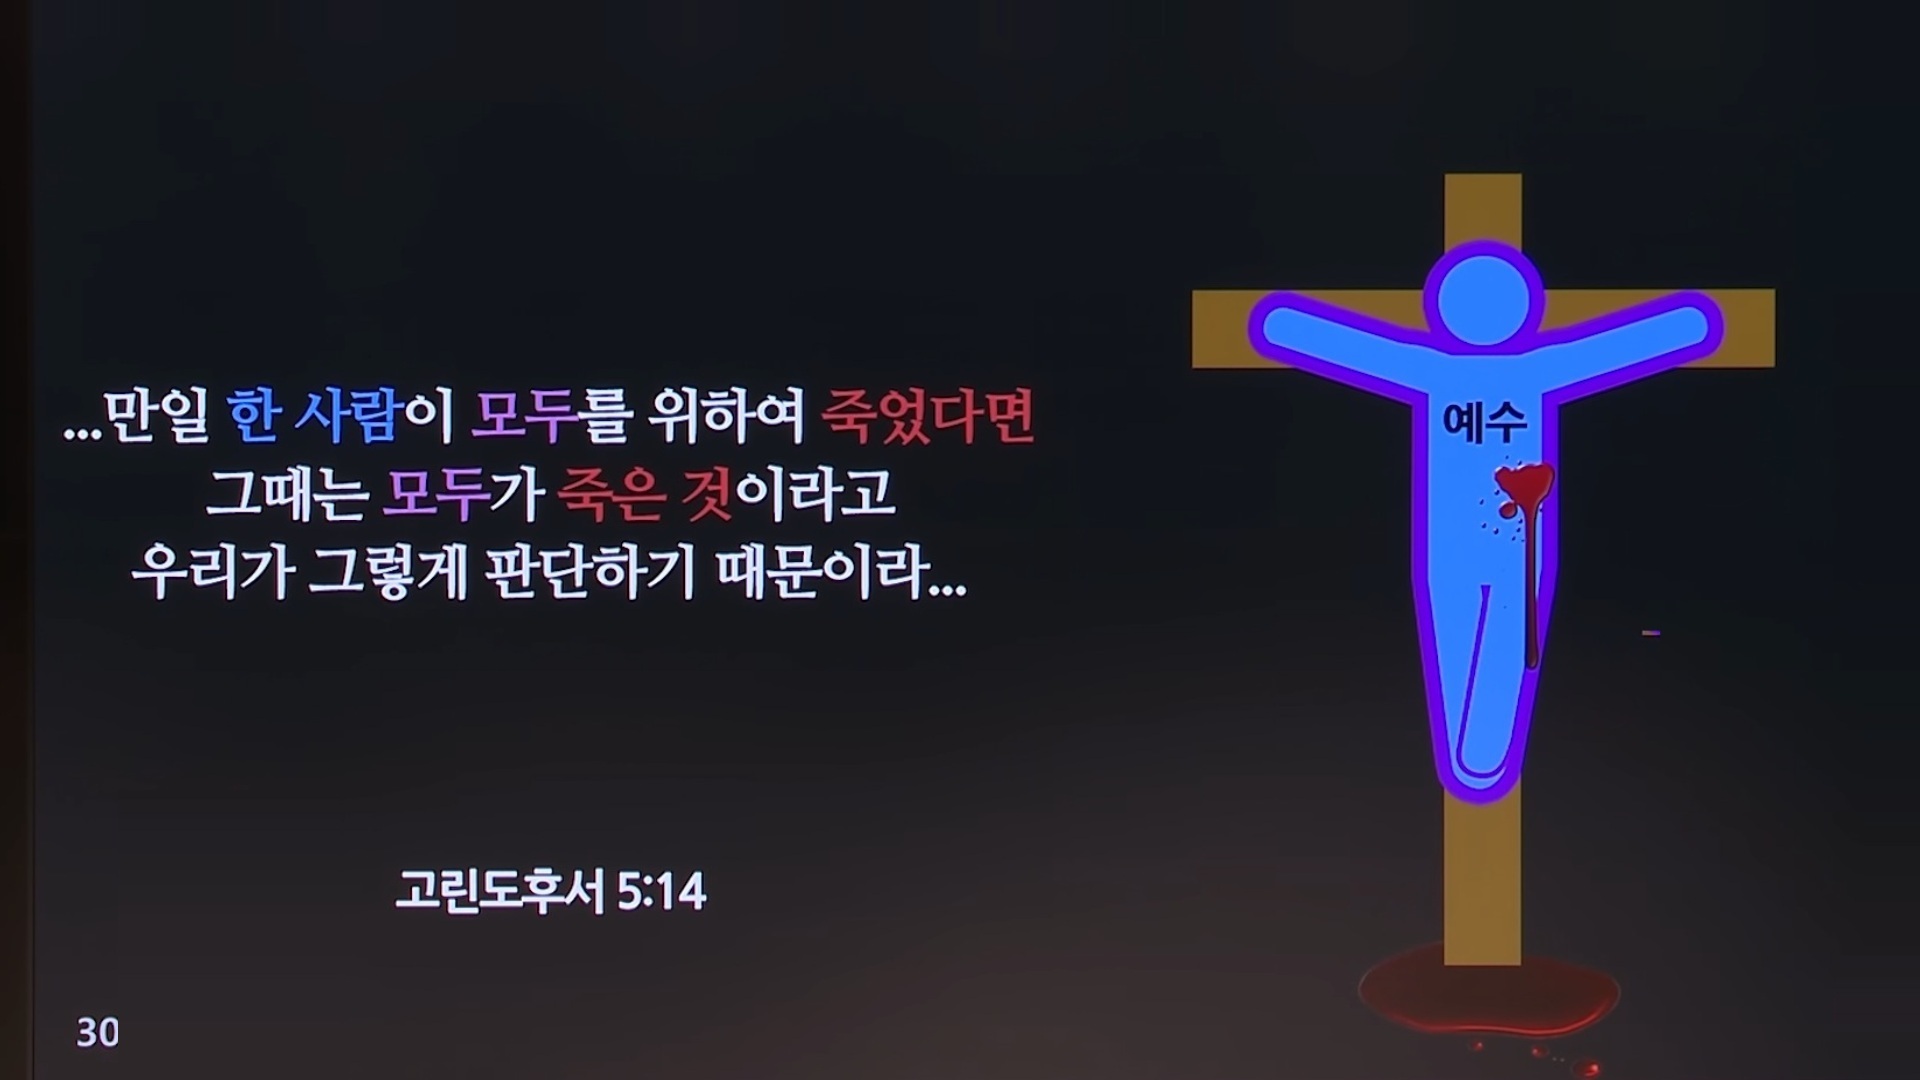 ...만일 한 사람이 모두를 위하여 죽었다면
그때는 모두가 죽은 것이라고
우리가 그렇게 판단하기 때문이라...
예수
고린도후서 5:14
30